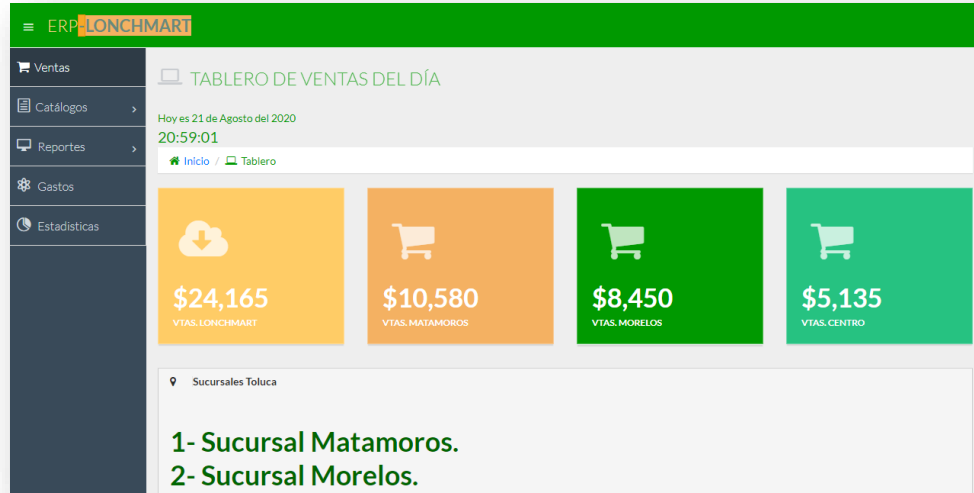 ERP-LONCHMART
Ventas
Catálogos
Reportes
Gastos
Estadisticas
TABLERO DE VENTAS DEL DÍA
Hoy es 21 de Agosto del 2020
20:59:01
Inicio / Tablero
$24,165
VTAS. LONCHMART
$10,580
VTAS. MATAMOROS
$8,450
VTAS. MORELOS
$5,135
VTAS. CENTRO
Sucursales Toluca
1- Sucursal Matamoros.
2- Sucursal Morelos.